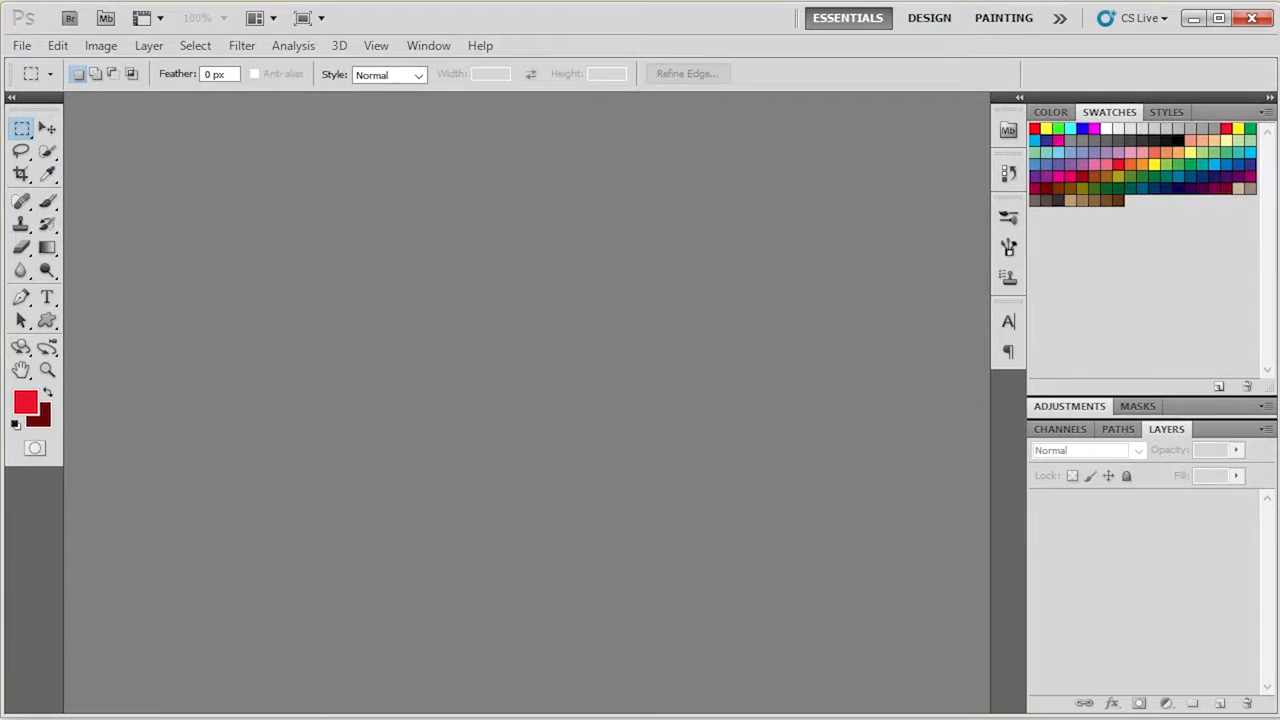 Ps Br Mb 100% ESSENTIALS DESIGN PAINTING CS Live
File Edit Image Layer Select Filter Analysis 3D View Window Help
Feather: 0 px Anti-alias Style: Normal Width: Height: Refine Edge...
COLOR SWATCHES STYLES
Mb
T
A
ADJUSTMENTS MASKS
CHANNELS PATHS LAYERS
Normal Opacity:
Lock: Fill:
fx